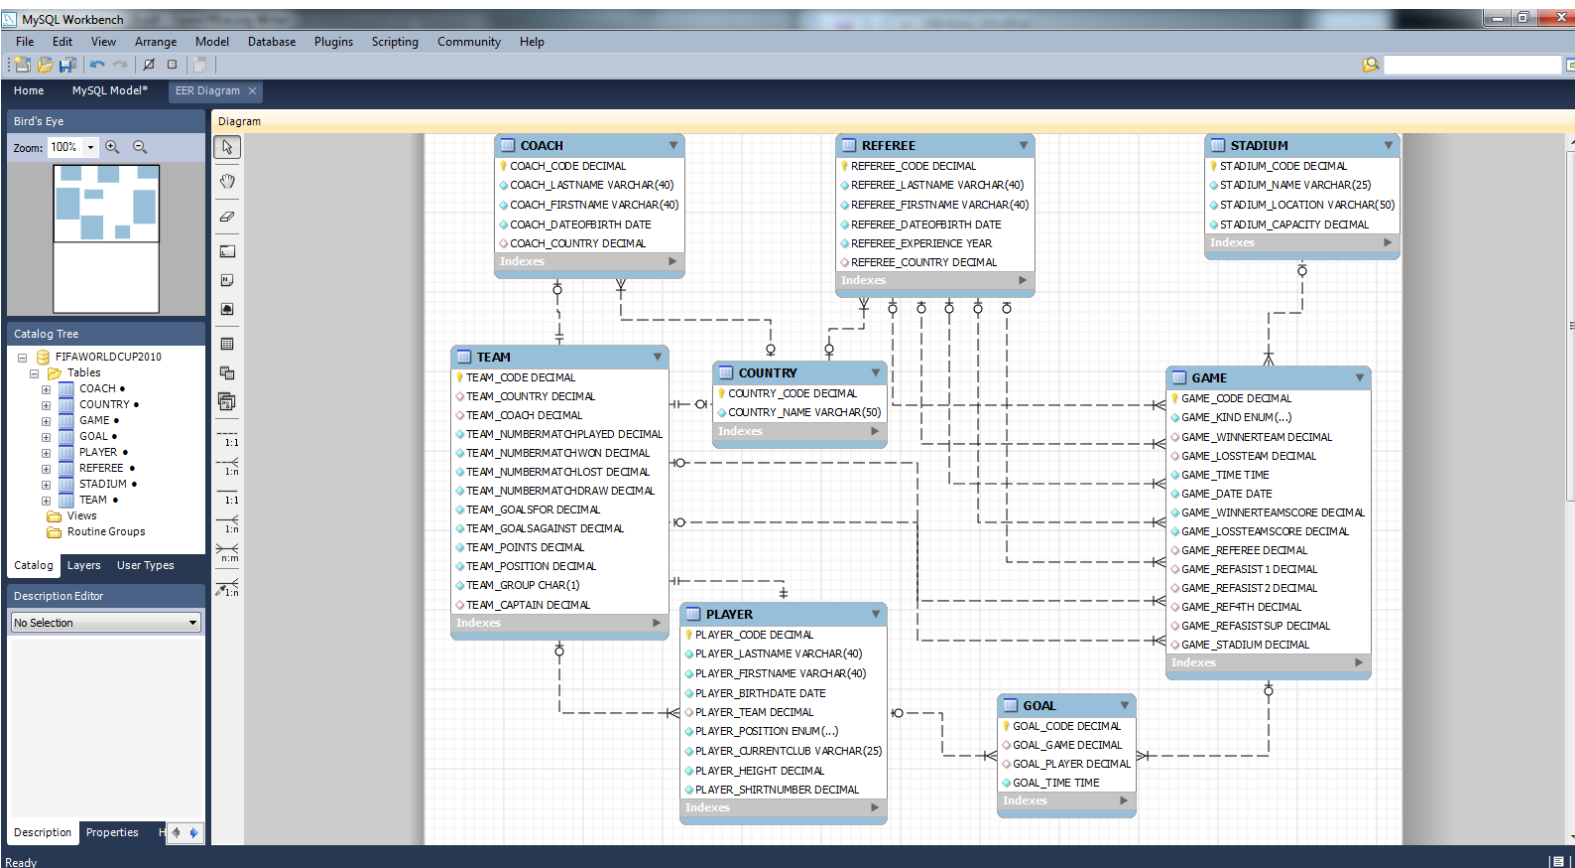 MySQL Workbench
File Edit View Arrange Model Database Plugins Scripting Community Help
Home MySQL Model* EER Diagram
Bird's Eye
Zoom: 100%
Catalog Tree
FIFAWORLDCUP2010
Tables
COACH
COUNTRY
GAME
GOAL
PLAYER
REFEREE
STADIUM
TEAM
Views
Routine Groups
Catalog Layers User Types
Description Editor
No Selection
Description Properties H
Ready
1:1
1:n
1:1
1:n
n:m
1:n
Diagram
COACH
COACH_CODE DECIMAL
COACH_LASTNAME VARCHAR(40)
COACH_FIRSTNAME VARCHAR(40)
COACH_DATEOFBIRTH DATE
COACH_COUNTRY DECIMAL
Indexes
REFEREE
REFEREE_CODE DECIMAL
REFEREE_LASTNAME VARCHAR(40)
REFEREE_FIRSTNAME VARCHAR(40)
REFEREE_DATEOFBIRTH DATE
REFEREE_EXPERIENCE YEAR
REFEREE_COUNTRY DECIMAL
Indexes
STADIUM
STADIUM_CODE DECIMAL
STADIUM_NAME VARCHAR(25)
STADIUM_LOCATION VARCHAR(50)
STADIUM_CAPACITY DECIMAL
Indexes
TEAM
TEAM_CODE DECIMAL
TEAM_COUNTRY DECIMAL
TEAM_COACH DECIMAL
TEAM_NUMBERMATCHPLAYED DECIMAL
TEAM_NUMBERMATCHWON DECIMAL
TEAM_NUMBERMATCHLOST DECIMAL
TEAM_NUMBERMATCHDRAW DECIMAL
TEAM_GOALSFOR DECIMAL
TEAM_GOALSAGAINST DECIMAL
TEAM_POINTS DECIMAL
TEAM_POSITION DECIMAL
TEAM_GROUP CHAR(1)
TEAM_CAPTAIN DECIMAL
Indexes
COUNTRY
COUNTRY_CODE DECIMAL
COUNTRY_NAME VARCHAR(50)
Indexes
GAME
GAME_CODE DECIMAL
GAME_KIND ENUM(...)
GAME_WINNERTEAM DECIMAL
GAME_LOSSTEAM DECIMAL
GAME_TIME TIME
GAME_DATE DATE
GAME_WINNERTEAMSCORE DECIMAL
GAME_LOSSTEAMSCORE DECIMAL
GAME_REFEREE DECIMAL
GAME_REFASIST1 DECIMAL
GAME_REFASIST2 DECIMAL
GAME_REF4TH DECIMAL
GAME_REFASISTSUP DECIMAL
GAME_STADIUM DECIMAL
Indexes
PLAYER
PLAYER_CODE DECIMAL
PLAYER_LASTNAME VARCHAR(40)
PLAYER_FIRSTNAME VARCHAR(40)
PLAYER_BIRTHDATE DATE
PLAYER_TEAM DECIMAL
PLAYER_POSITION ENUM(...)
PLAYER_CURRENTCLUB VARCHAR(25)
PLAYER_HEIGHT DECIMAL
PLAYER_SHIRTNUMBER DECIMAL
Indexes
GOAL
GOAL_CODE DECIMAL
GOAL_GAME DECIMAL
GOAL_PLAYER DECIMAL
GOAL_TIME TIME
Indexes